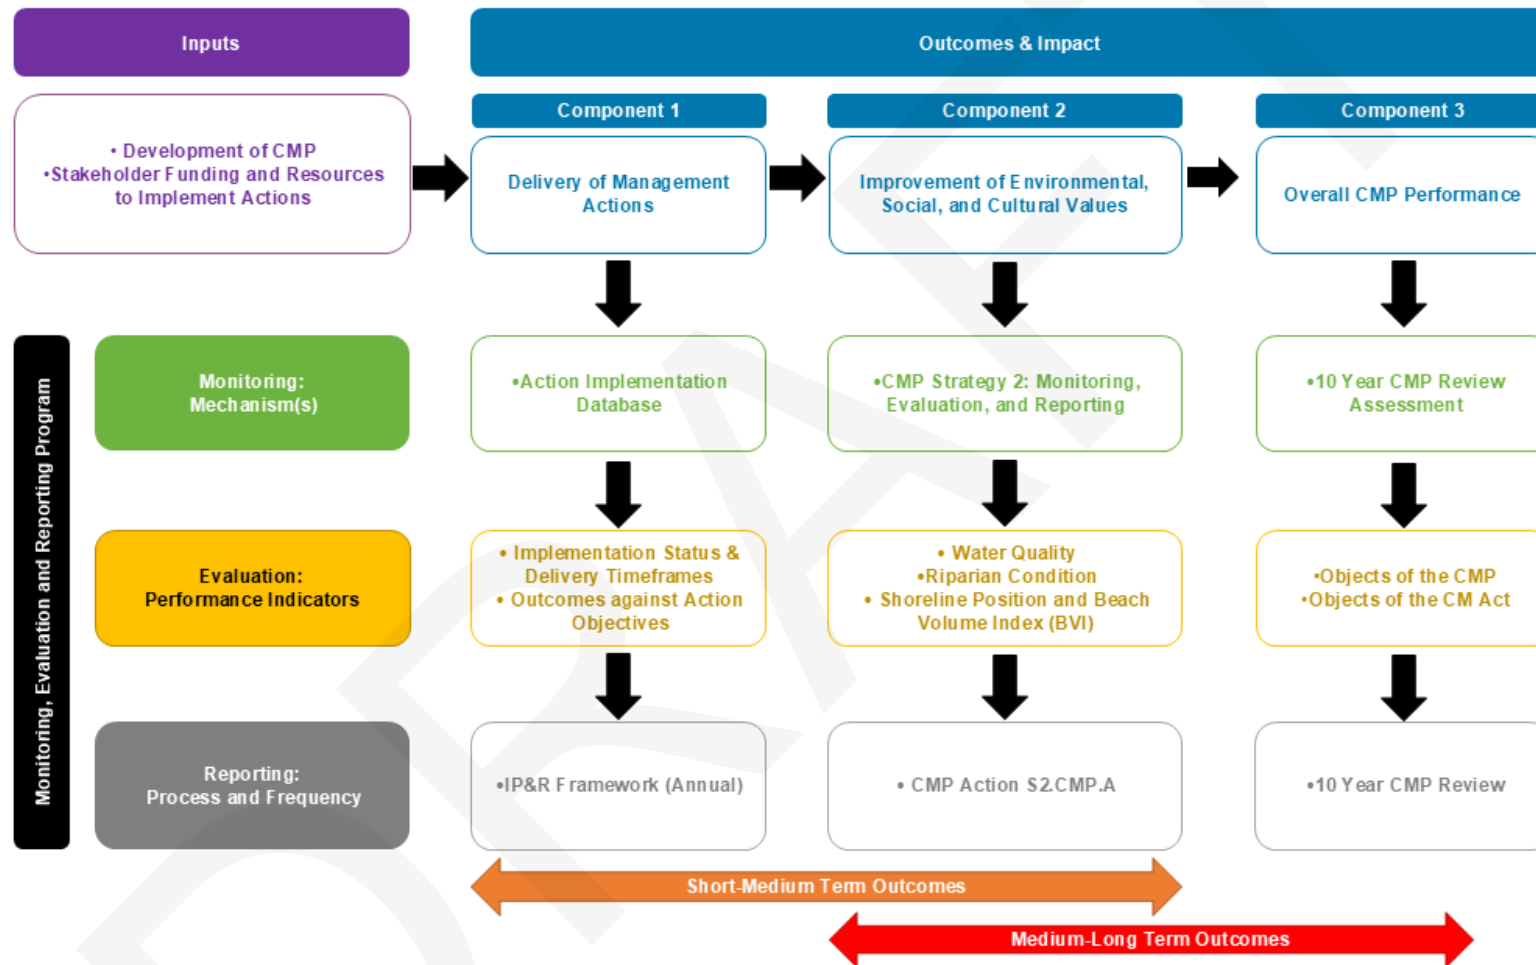 Inputs
Outcomes & Impact
Component 1
Component 2
Component 3
• Development of CMP
•Stakeholder Funding and Resources
to Implement Actions
Delivery of Management
Actions
Improvement of Environmental,
Social, and Cultural Values
Overall CMP Performance
Monitoring, Evaluation and Reporting Program
Monitoring:
Mechanism(s)
•Action Implementation
Database
•CMP Strategy 2: Monitoring,
Evaluation, and Reporting
•10 Year CMP Review
Assessment
Evaluation:
Performance Indicators
• Implementation Status &
Delivery Timeframes
• Outcomes against Action
Objectives
• Water Quality
•Riparian Condition
• Shoreline Position and Beach
Volume Index (BVI)
•Objects of the CMP
•Objects of the CM Act
Reporting:
Process and Frequency
•IP&R Framework (Annual)
• CMP Action S2.CMP.A
•10 Year CMP Review
Short-Medium Term Outcomes
Medium-Long Term Outcomes
DRAFT